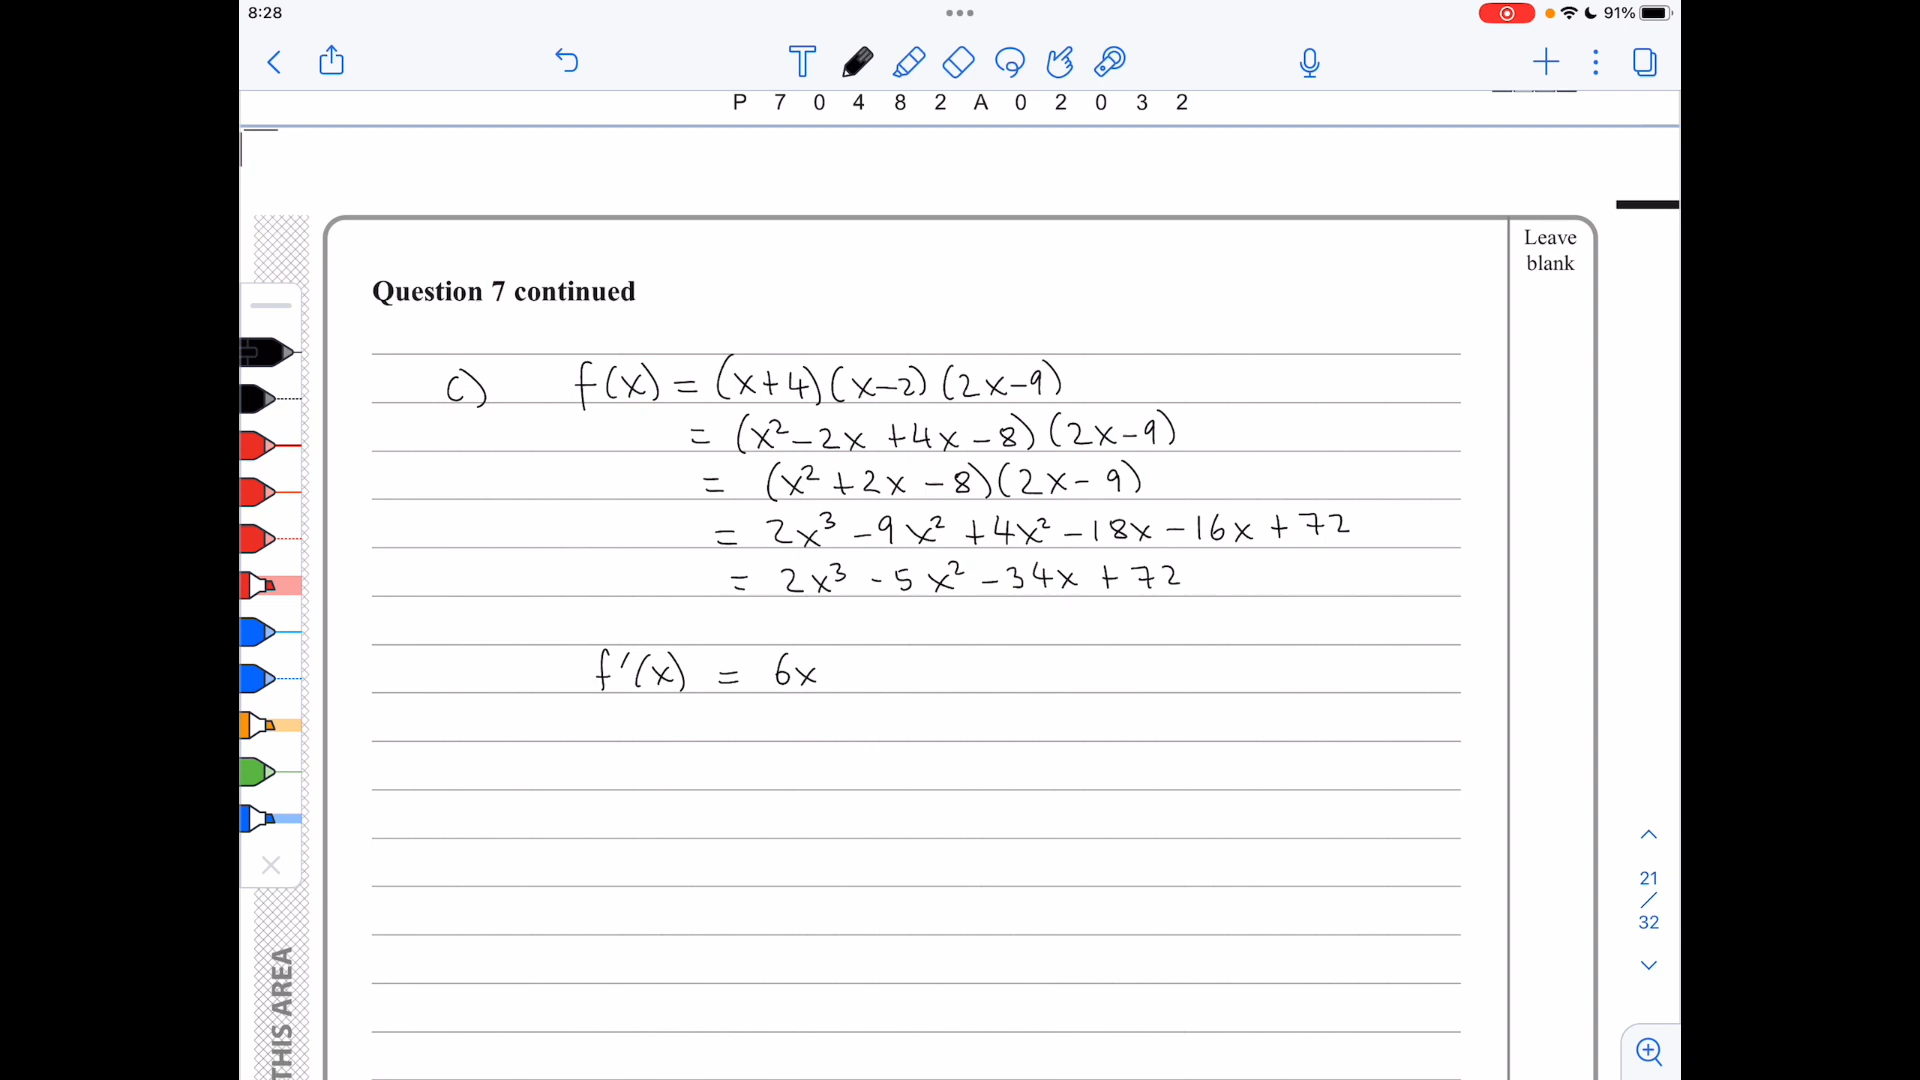 8:28
91%
P 7 0 4 8 2 A 0 2 0 3 2
Leave
blank
Question 7 continued
c) f(x) = (x+4)(x-2)(2x-9)
= (x² - 2x + 4x - 8)(2x-9)
= (x² + 2x - 8)(2x - 9)
= 2x³ - 9x² + 4x² - 18x - 16x + 72
= 2x³ - 5x² - 34x + 72
f'(x) = 6x
21
/
32
THIS AREA